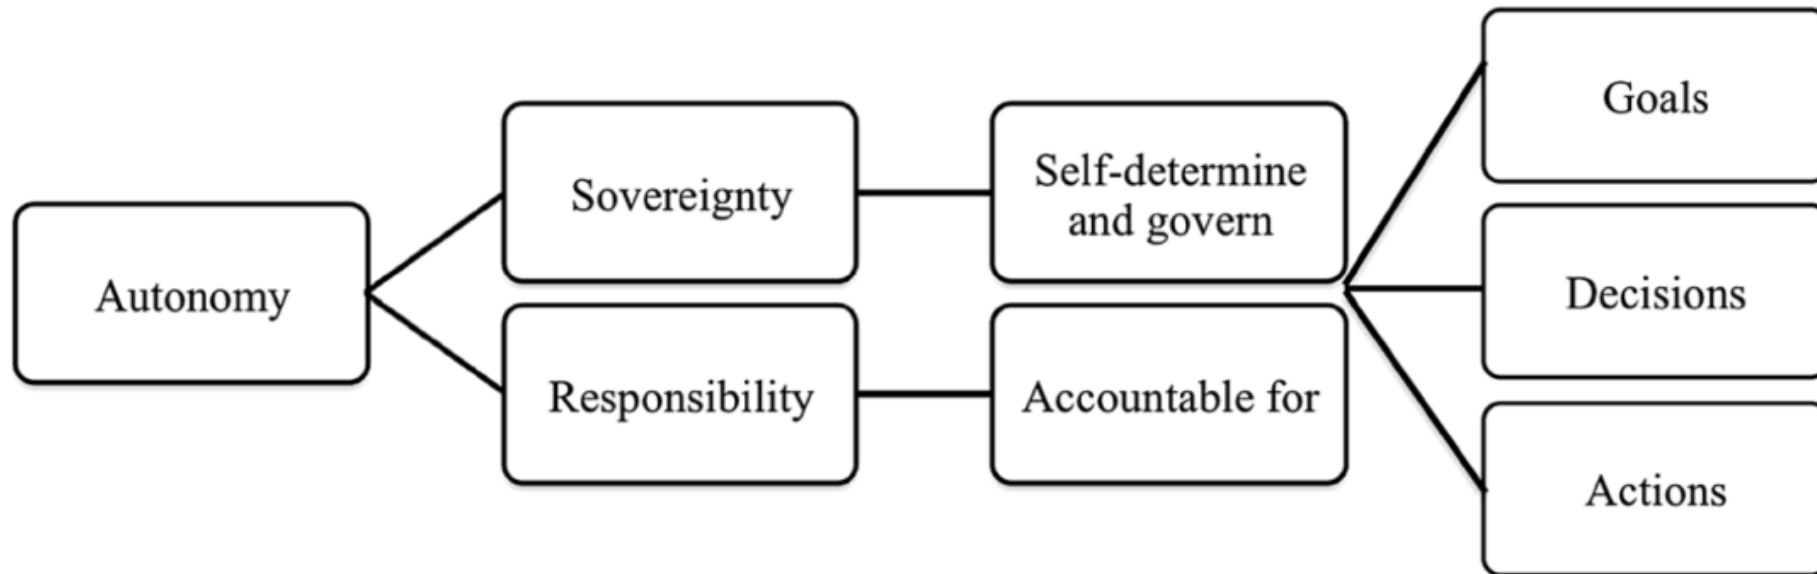 Autonomy
Sovereignty
Responsibility
Self-determine
and govern
Accountable for
Goals
Decisions
Actions